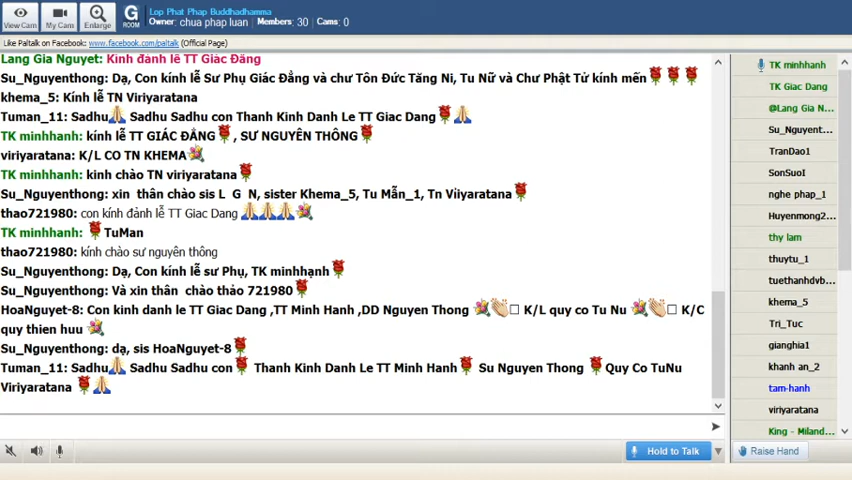 Lop Phat Phap Buddhadhamma
Owner: chua phap luan   Members: 30   Cams: 0
View Cam
My Cams
Enlarge
G
ROOM
Like Paltalk on Facebook: www.facebook.com/paltalk (Official Page)
Lang Gia Nguyet: Kính đảnh lễ TT Giác Đẳng
Su_Nguyenthong: Dạ, Con kính lễ Sư Phụ Giác Đẳng và chư Tôn Đức Tăng Ni, Tu Nữ và Chư Phật Tử kính mến
khema_5: Kính lễ TN Viriyaratana
Tuman_11: Sadhu Sadhu Sadhu con Thanh Kinh Danh Le TT Giac Dang
TK minhhanh: kính lễ TT GIÁC ĐẲNG , SƯ NGUYÊN THÔNG
viriyaratana: K/L CO TN KHEMA
TK minhhanh: kinh chào TN viriyaratana
Su_Nguyenthong: xin thân chào sis L G N, sister Khema_5, Tu Mẫn_1, Tn Viiyaratana
thao721980: con kính đảnh lễ TT Giac Dang
TK minhhanh: TuMan
thao721980: kính chào sư nguyên thông
Su_Nguyenthong: Dạ, Con kính lễ sư Phụ, TK minhhạnh
Su_Nguyenthong: Và xin thân chào thảo 721980
HoaNguyet-8: Con kinh danh le TT Giac Dang ,TT Minh Hanh ,DD Nguyen Thong K/L quy co Tu Nu K/C
quy thien huu
Su_Nguyenthong: dạ, sis HoaNguyet-8
Tuman_11: Sadhu Sadhu Sadhu con Thanh Kinh Danh Le TT Minh Hanh Su Nguyen Thong Quy Co TuNu
Viriyaratana
Hold to Talk
TK minhhanh
TK Giac Dang
@Lang Gia N...
Su_Nguyent...
TranDao1
SonSuoI
nghe phap_1
Huyenmong2...
thy lam
thuytu_1
tuethanhdvb...
khema_5
Tri_Tuc
gianghia1
khanh an_2
tam-hanh
viriyaratana
King - Miland...
Raise Hand